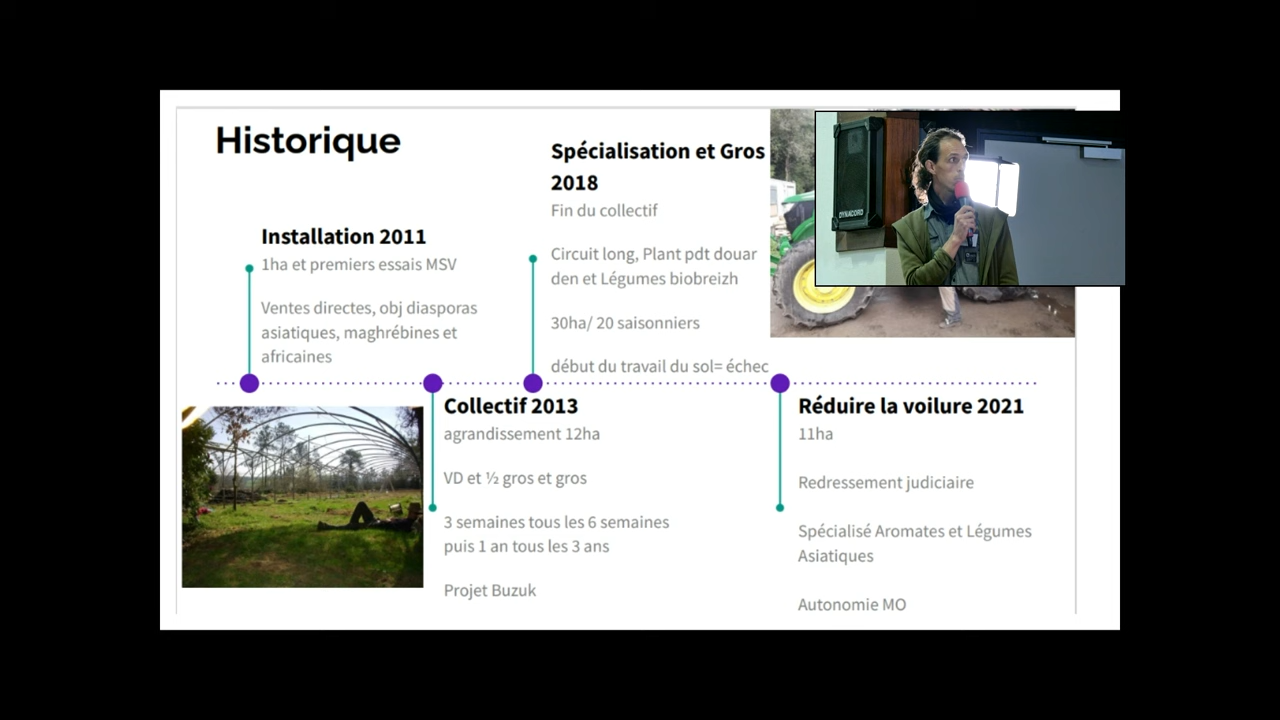 Historique
Installation 2011
1ha et premiers essais MSV
Ventes directes, obj diasporas
asiatiques, maghrébines et
africaines
Collectif 2013
agrandissement 12ha
VD et ½ gros et gros
3 semaines tous les 6 semaines
puis 1 an tous les 3 ans
Projet Buzuk
Spécialisation et Gros
2018
Fin du collectif
Circuit long, Plant pdt douar
den et Légumes biobreizh
30ha/ 20 saisonniers
début du travail du sol= échec
Réduire la voilure 2021
11ha
Redressement judiciaire
Spécialisé Aromates et Légumes
Asiatiques
Autonomie MO
DYNACORD